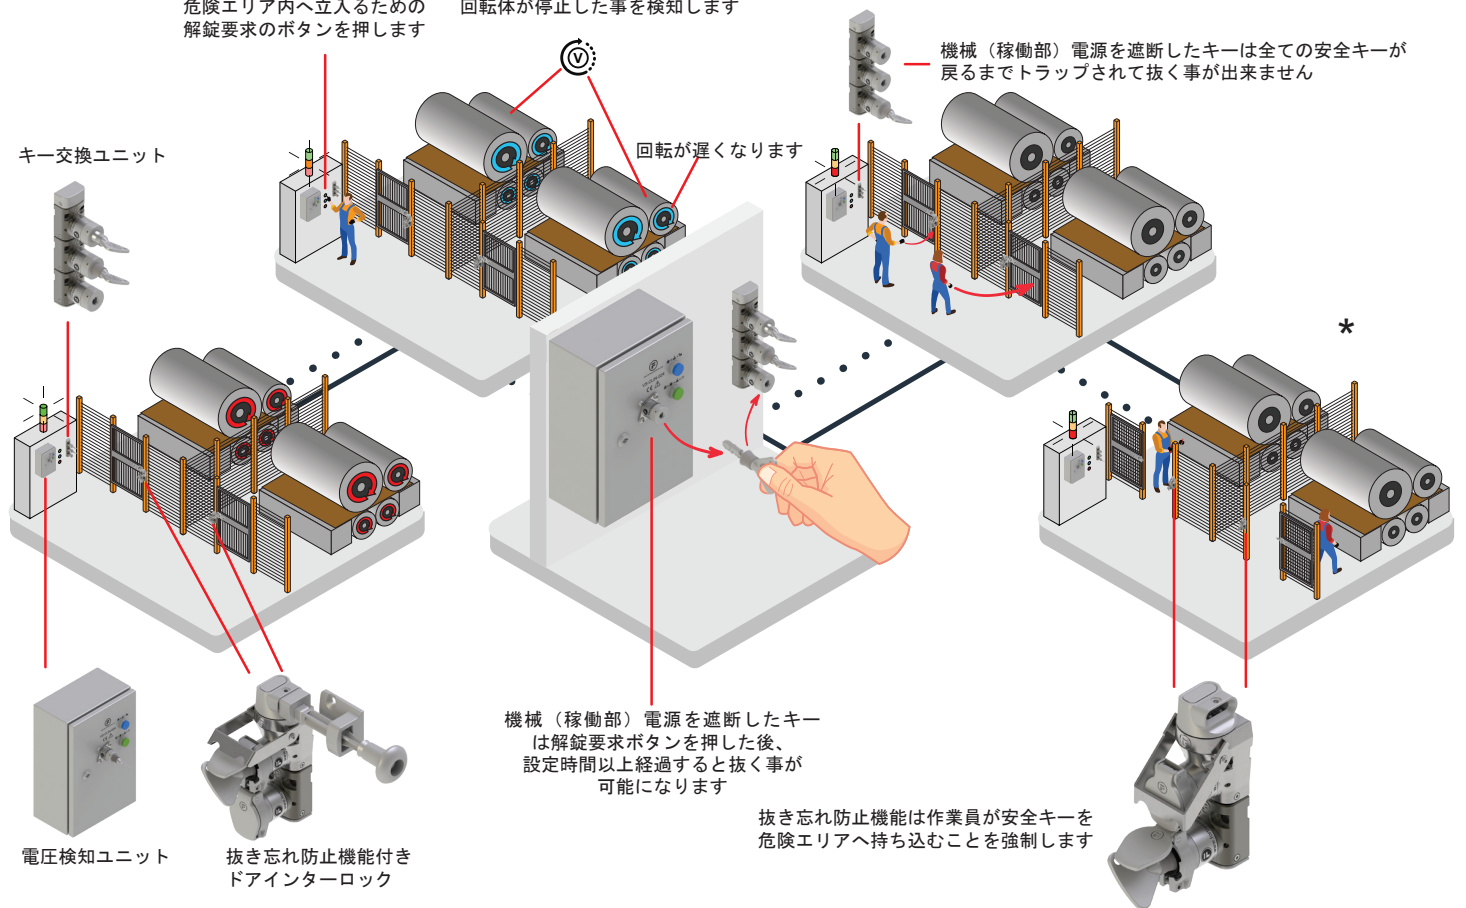 危険エリア内へ立入るための
解錠要求のボタンを押します
回転体が停止した事を検知します
V
機械（稼働部）電源を遮断したキーは全ての安全キーが
戻るまでトラップされて抜く事が出来ません
キー交換ユニット
回転が遅くなります
*
機械（稼働部）電源を遮断したキー
は解錠要求ボタンを押した後、
設定時間以上経過すると抜く事が
可能になります
抜き忘れ防止機能は作業員が安全キーを
危険エリアへ持ち込むことを強制します
電圧検知ユニット
抜き忘れ防止機能付き
ドアインターロック